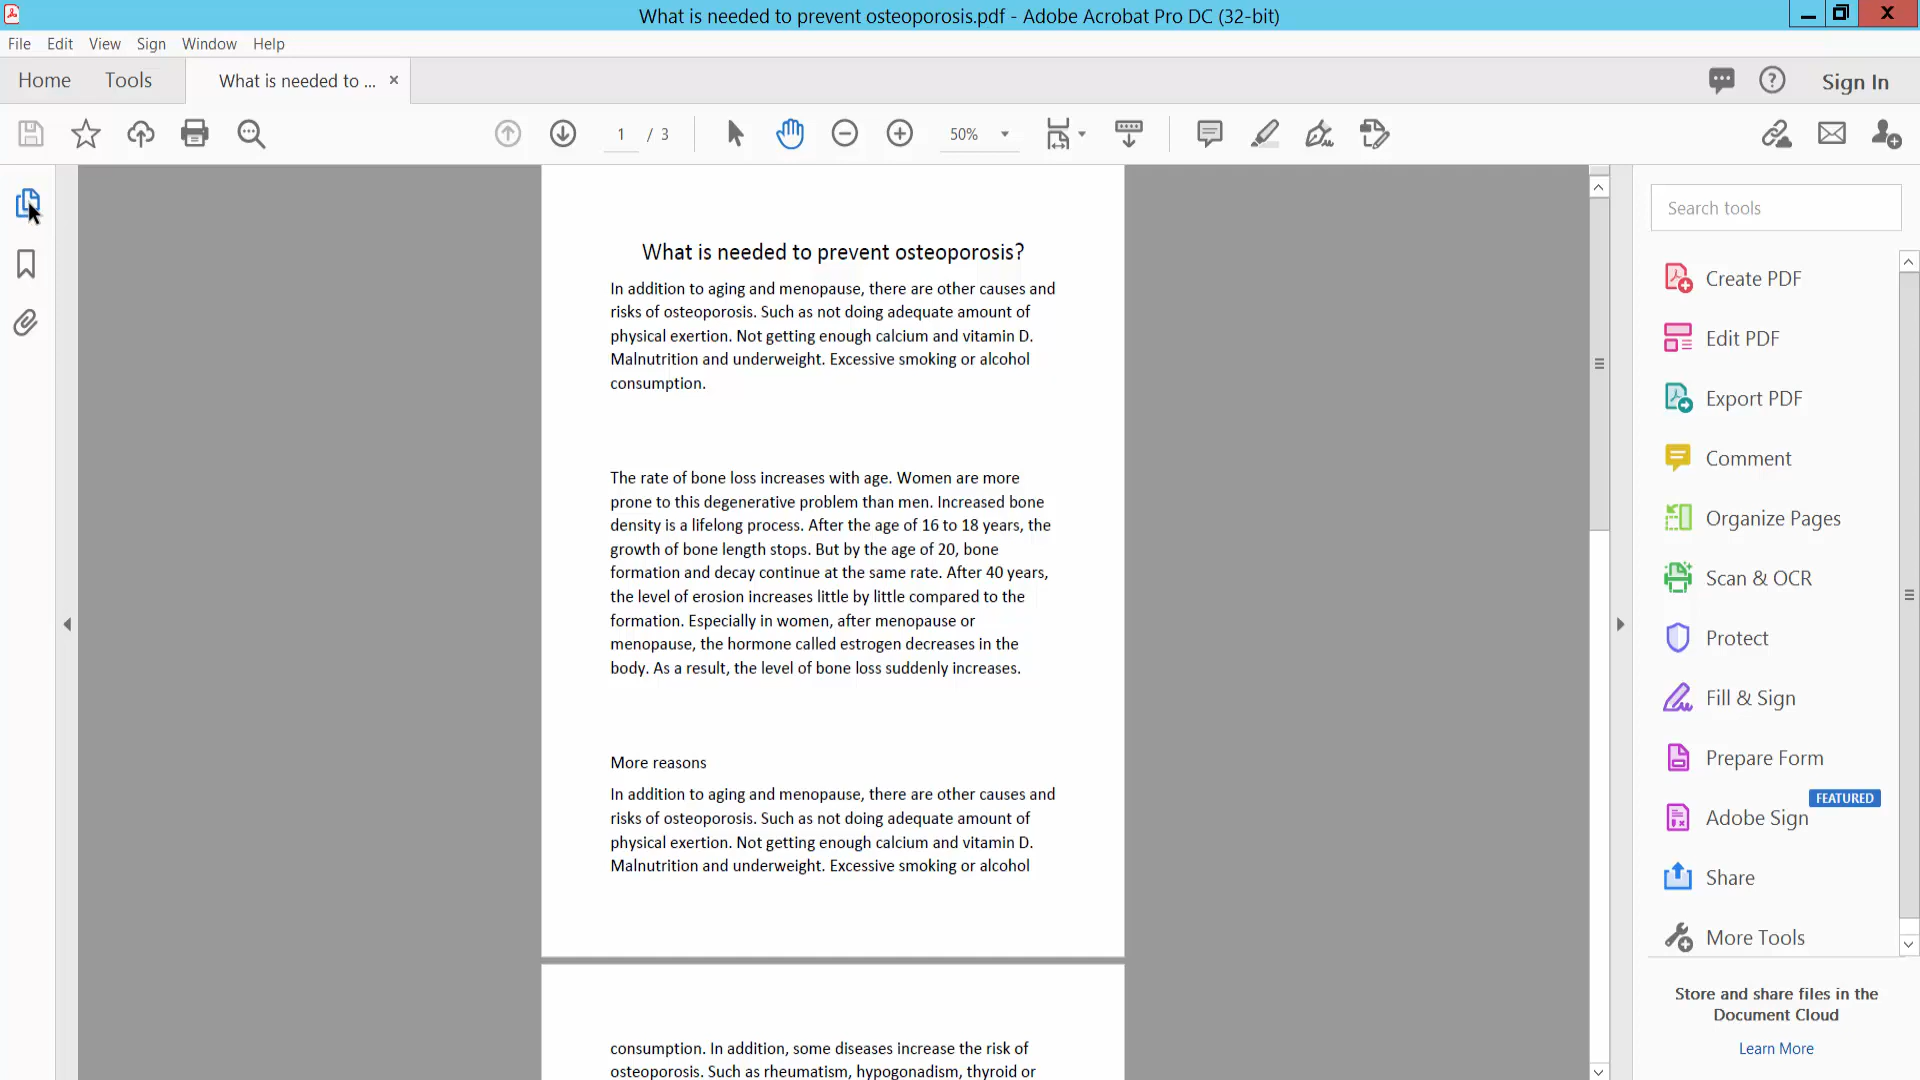 What is needed to prevent osteoporosis.pdf - Adobe Acrobat Pro DC (32-bit)
File Edit View Sign Window Help
Home Tools What is needed to ... ×
Sign In
1 / 3 50%
Search tools
Create PDF
Edit PDF
Export PDF
Comment
Organize Pages
Scan & OCR
Protect
Fill & Sign
Prepare Form
FEATURED
Adobe Sign
Share
More Tools
Store and share files in the
Document Cloud
Learn More
What is needed to prevent osteoporosis?
In addition to aging and menopause, there are other causes and
risks of osteoporosis. Such as not doing adequate amount of
physical exertion. Not getting enough calcium and vitamin D.
Malnutrition and underweight. Excessive smoking or alcohol
consumption.
The rate of bone loss increases with age. Women are more
prone to this degenerative problem than men. Increased bone
density is a lifelong process. After the age of 16 to 18 years, the
growth of bone length stops. But by the age of 20, bone
formation and decay continue at the same rate. After 40 years,
the level of erosion increases little by little compared to the
formation. Especially in women, after menopause or
menopause, the hormone called estrogen decreases in the
body. As a result, the level of bone loss suddenly increases.
More reasons
In addition to aging and menopause, there are other causes and
risks of osteoporosis. Such as not doing adequate amount of
physical exertion. Not getting enough calcium and vitamin D.
Malnutrition and underweight. Excessive smoking or alcohol
consumption. In addition, some diseases increase the risk of
osteoporosis. Such as rheumatism, hypogonadism, thyroid or